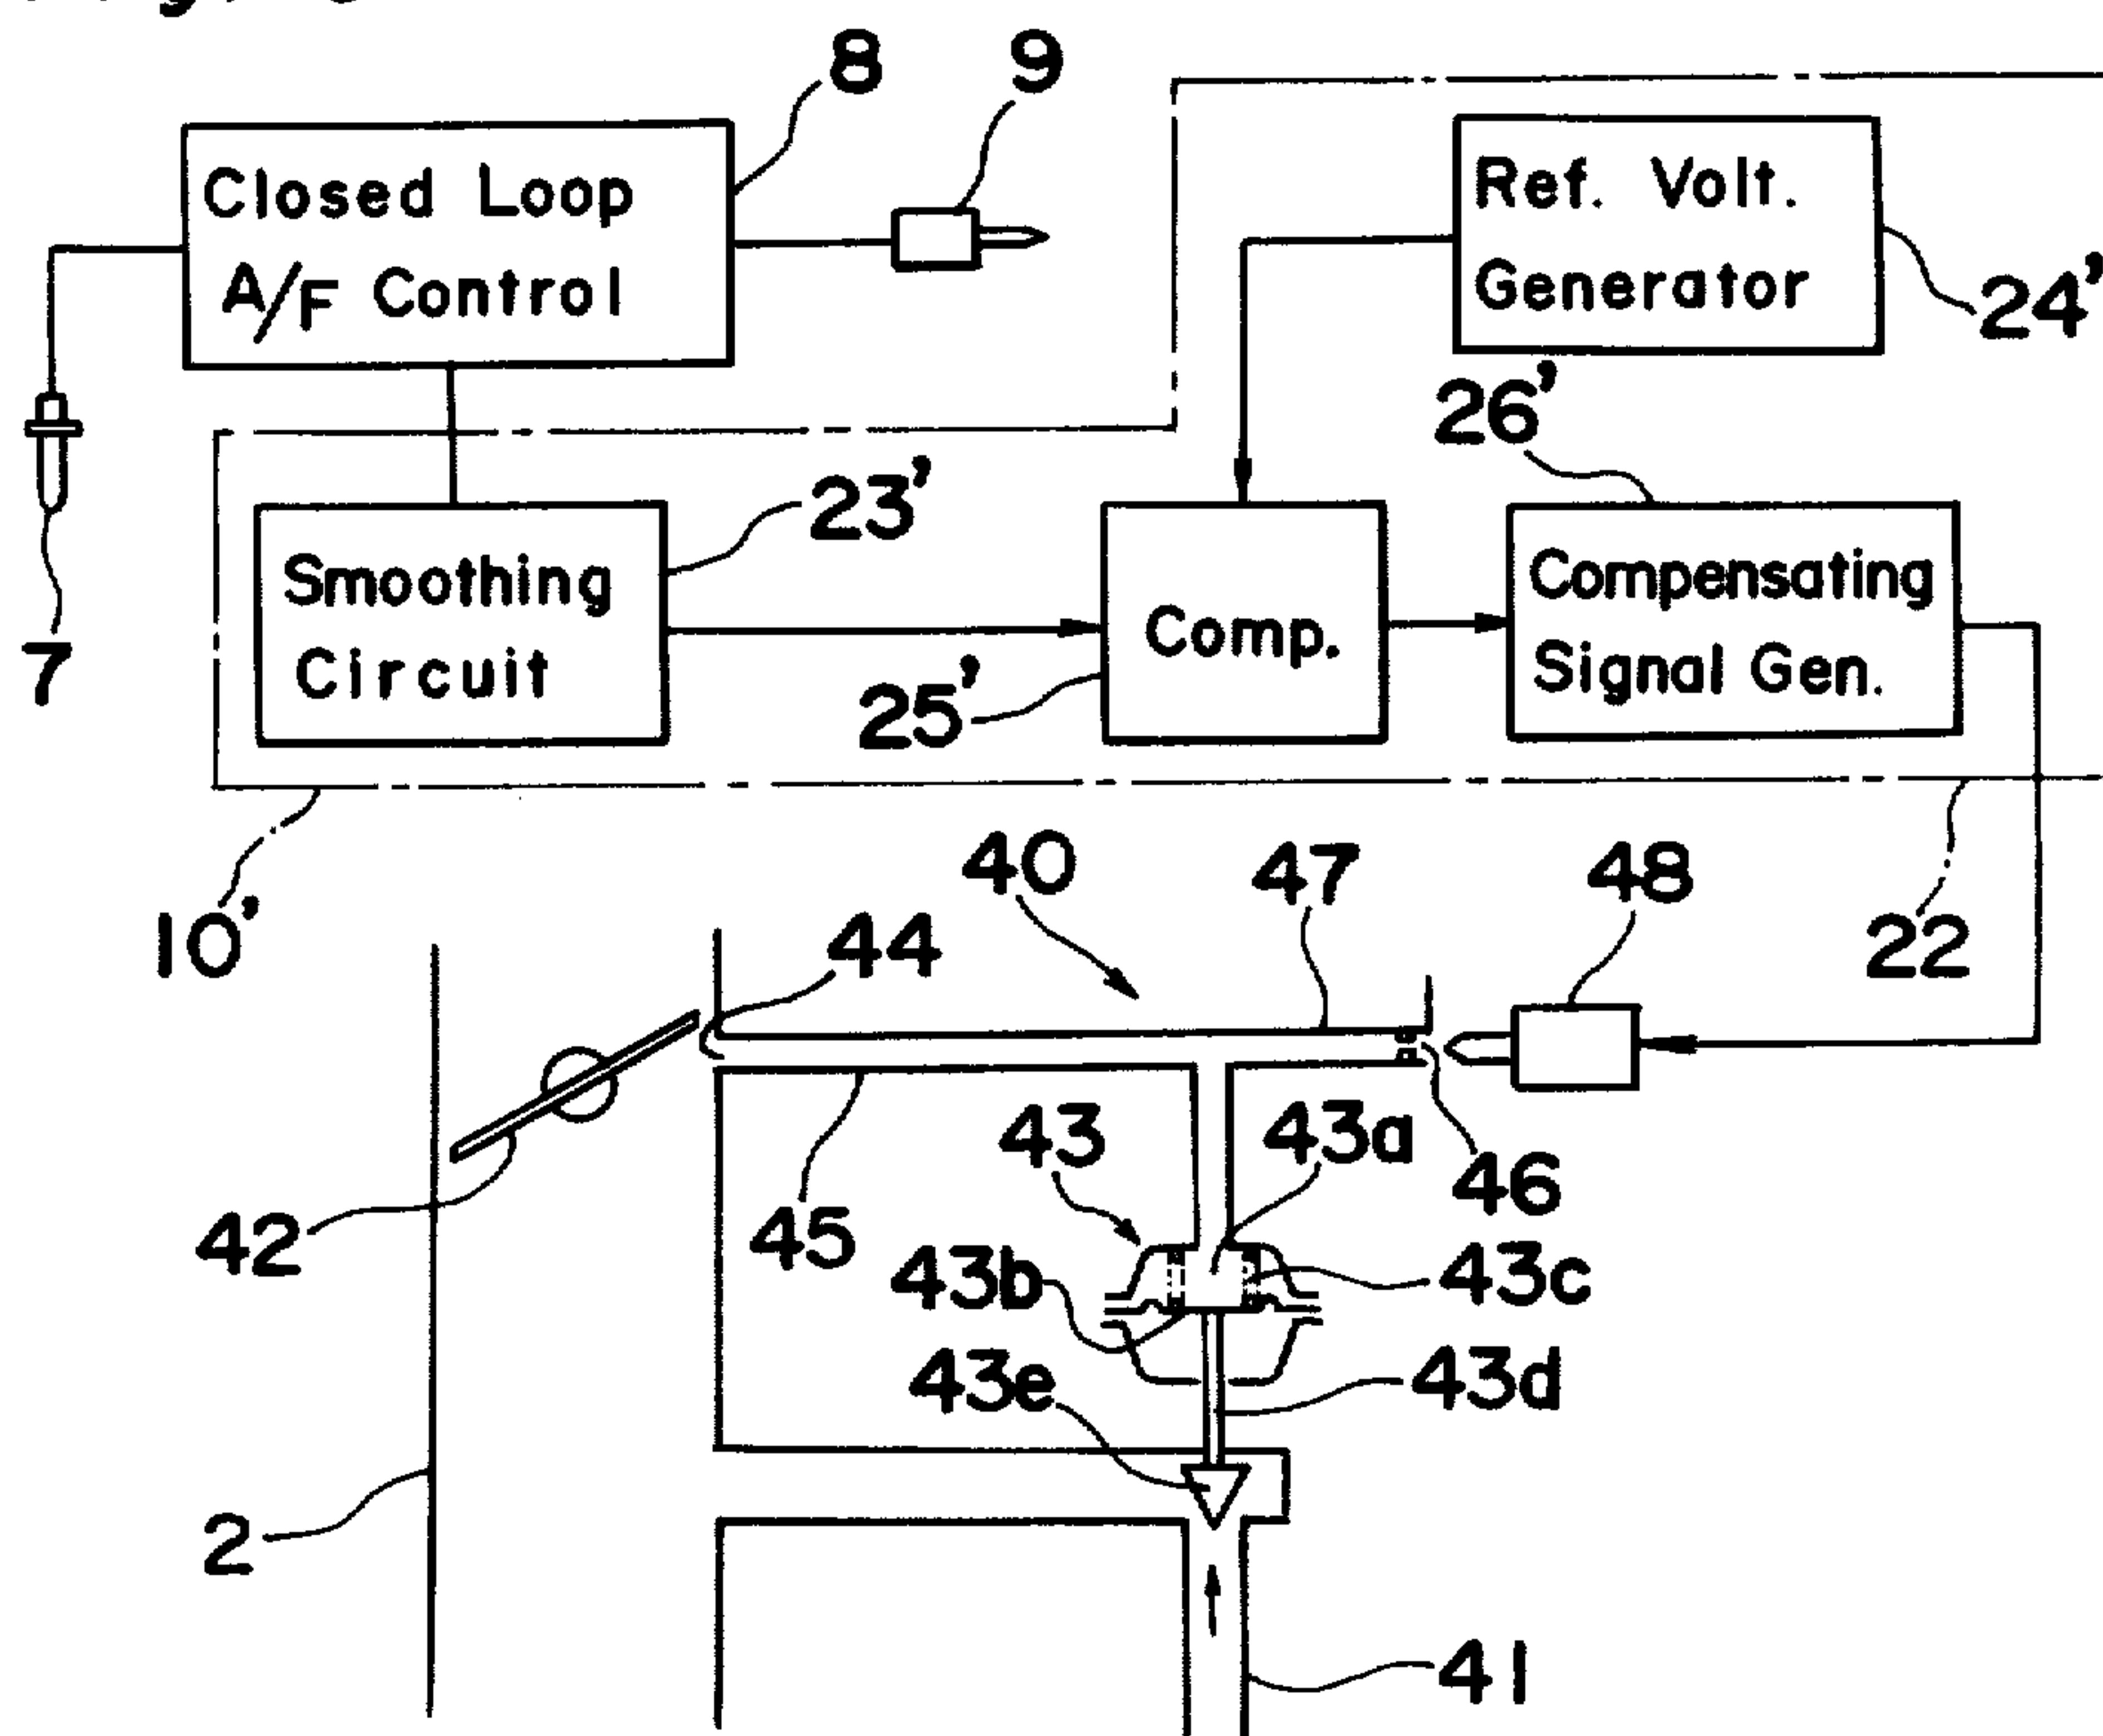 8
9
Closed Loop
A/F Control
Ref. Volt.
Generator
24'
26'
23'
7
Smoothing
Circuit
25'
Comp.
Compensating
Signal Gen.
10'
40
47
48
22
44
43
43a
46
42
45
43b
43c
43e
43d
2
41